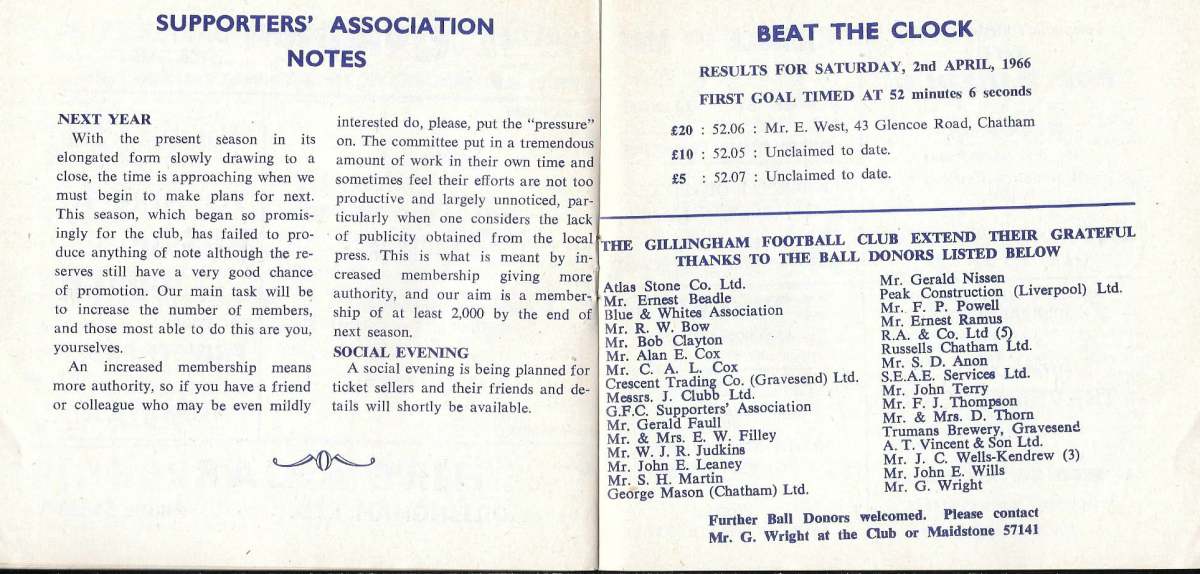 SUPPORTERS' ASSOCIATION
NOTES
NEXT YEAR
With the present season in its
elongated form slowly drawing to a
close, the time is approaching when we
must begin to make plans for next.
This season, which began so promis-
ingly for the club, has failed to pro-
duce anything of note although the re-
serves still have a very good chance
of promotion. Our main task will be
to increase the number of members,
and those most able to do this are you,
yourselves.
An increased membership means
more authority, so if you have a friend
or colleague who may be even mildly
interested do, please, put the "pressure"
on. The committee put in a tremendous
amount of work in their own time and
sometimes feel their efforts are not too
productive and largely unnoticed, par-
ticularly when one considers the lack
of publicity obtained from the local
press. This is what is meant by in-
creased membership giving more
authority, and our aim is a member-
ship of at least 2,000 by the end of
next season.
SOCIAL EVENING
A social evening is being planned for
ticket sellers and their friends and de-
tails will shortly be available.
BEAT THE CLOCK
RESULTS FOR SATURDAY, 2nd APRIL, 1966
FIRST GOAL TIMED AT 52 minutes 6 seconds
£20 : 52.06 : Mr. E. West, 43 Glencoe Road, Chatham
£10 : 52.05 : Unclaimed to date.
£5 : 52.07 : Unclaimed to date.
THE GILLINGHAM FOOTBALL CLUB EXTEND THEIR GRATEFUL
THANKS TO THE BALL DONORS LISTED BELOW
Atlas Stone Co. Ltd.
Mr. Ernest Beadle
Blue & Whites Association
Mr. R. W. Bow
Mr. Bob Clayton
Mr. Alan E. Cox
Mr. C. A. L. Cox
Crescent Trading Co. (Gravesend) Ltd.
Messrs. J. Clubb Ltd.
G.F.C. Supporters' Association
Mr. Gerald Faull
Mr. & Mrs. E. W. Filley
Mr. W. J. R. Judkins
Mr. John E. Leaney
Mr. S. H. Martin
George Mason (Chatham) Ltd.
Mr. Gerald Nissen
Peak Construction (Liverpool) Ltd.
Mr. F. P. Powell
Mr. Ernest Ramus
R.A. & Co. Ltd (5)
Russells Chatham Ltd.
Mr. S. D. Anon
S.E.A.E. Services Ltd.
Mr. John Terry
Mr. F. J. Thompson
Mr. & Mrs. D. Thorn
Trumans Brewery, Gravesend
A. T. Vincent & Son Ltd.
Mr. J. C. Wells-Kendrew (3)
Mr. John E. Wills
Mr. G. Wright
Further Ball Donors welcomed. Please contact
Mr. G. Wright at the Club or Maidstone 57141